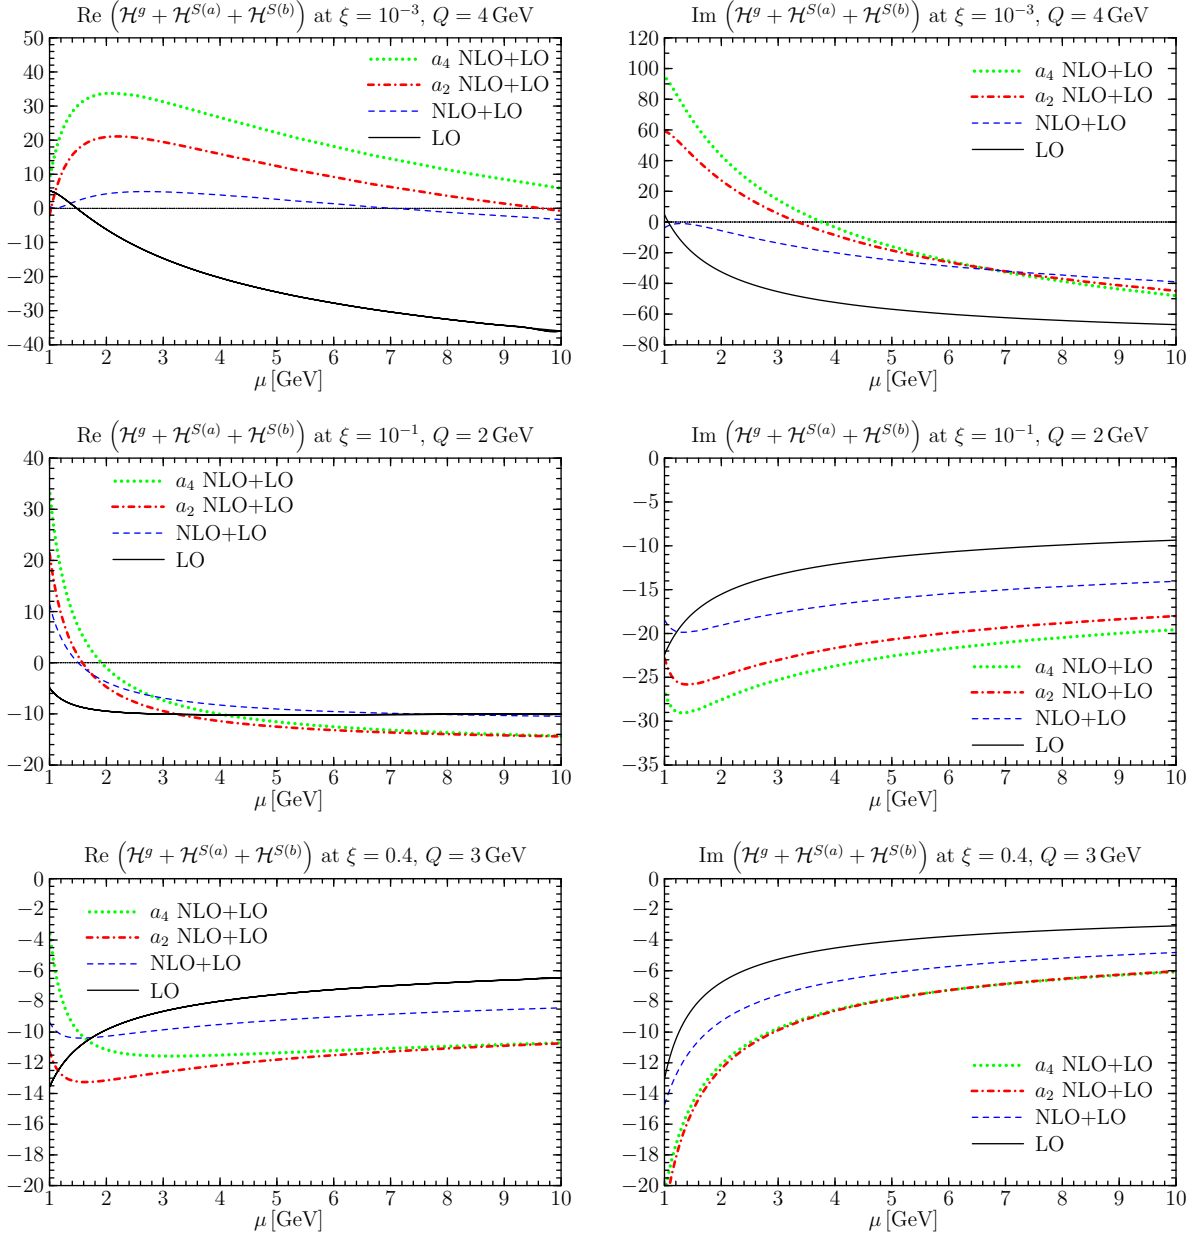 Re (ℋ^g + ℋ^{S(a)} + ℋ^{S(b)}) at ξ = 10^{−3}, Q = 4 GeV
50
40
30
20
10
0
−10
−20
−30
−40
a_4 NLO+LO
a_2 NLO+LO
NLO+LO
LO
1 2 3 4 5 6 7 8 9 10
μ [GeV]
Im (ℋ^g + ℋ^{S(a)} + ℋ^{S(b)}) at ξ = 10^{−3}, Q = 4 GeV
120
100
80
60
40
20
0
−20
−40
−60
−80
a_4 NLO+LO
a_2 NLO+LO
NLO+LO
LO
1 2 3 4 5 6 7 8 9 10
μ [GeV]
Re (ℋ^g + ℋ^{S(a)} + ℋ^{S(b)}) at ξ = 10^{−1}, Q = 2 GeV
40
30
20
10
0
−10
−20
a_4 NLO+LO
a_2 NLO+LO
NLO+LO
LO
1 2 3 4 5 6 7 8 9 10
μ [GeV]
Im (ℋ^g + ℋ^{S(a)} + ℋ^{S(b)}) at ξ = 10^{−1}, Q = 2 GeV
0
−5
−10
−15
−20
−25
−30
−35
a_4 NLO+LO
a_2 NLO+LO
NLO+LO
LO
1 2 3 4 5 6 7 8 9 10
μ [GeV]
Re (ℋ^g + ℋ^{S(a)} + ℋ^{S(b)}) at ξ = 0.4, Q = 3 GeV
0
−2
−4
−6
−8
−10
−12
−14
−16
−18
−20
a_4 NLO+LO
a_2 NLO+LO
NLO+LO
LO
1 2 3 4 5 6 7 8 9 10
μ [GeV]
Im (ℋ^g + ℋ^{S(a)} + ℋ^{S(b)}) at ξ = 0.4, Q = 3 GeV
0
−2
−4
−6
−8
−10
−12
−14
−16
−18
−20
a_4 NLO+LO
a_2 NLO+LO
NLO+LO
LO
1 2 3 4 5 6 7 8 9 10
μ [GeV]